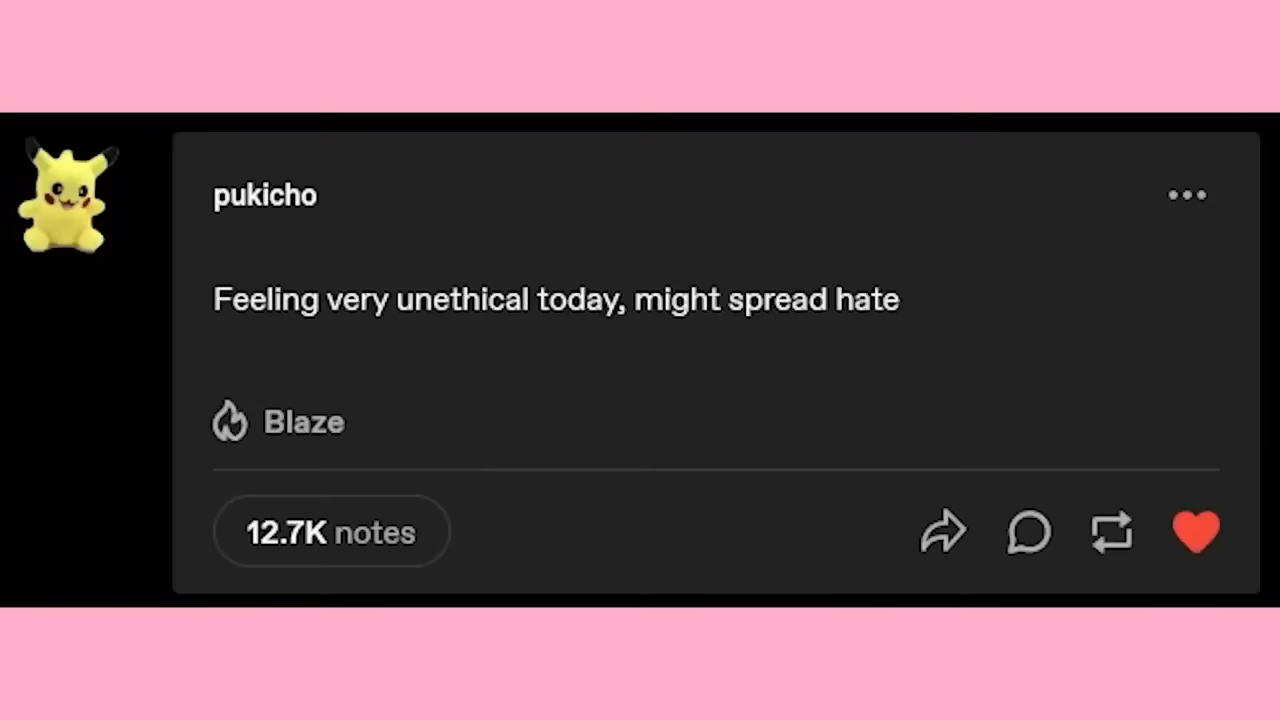 pukicho
Feeling very unethical today, might spread hate
Blaze
12.7K notes